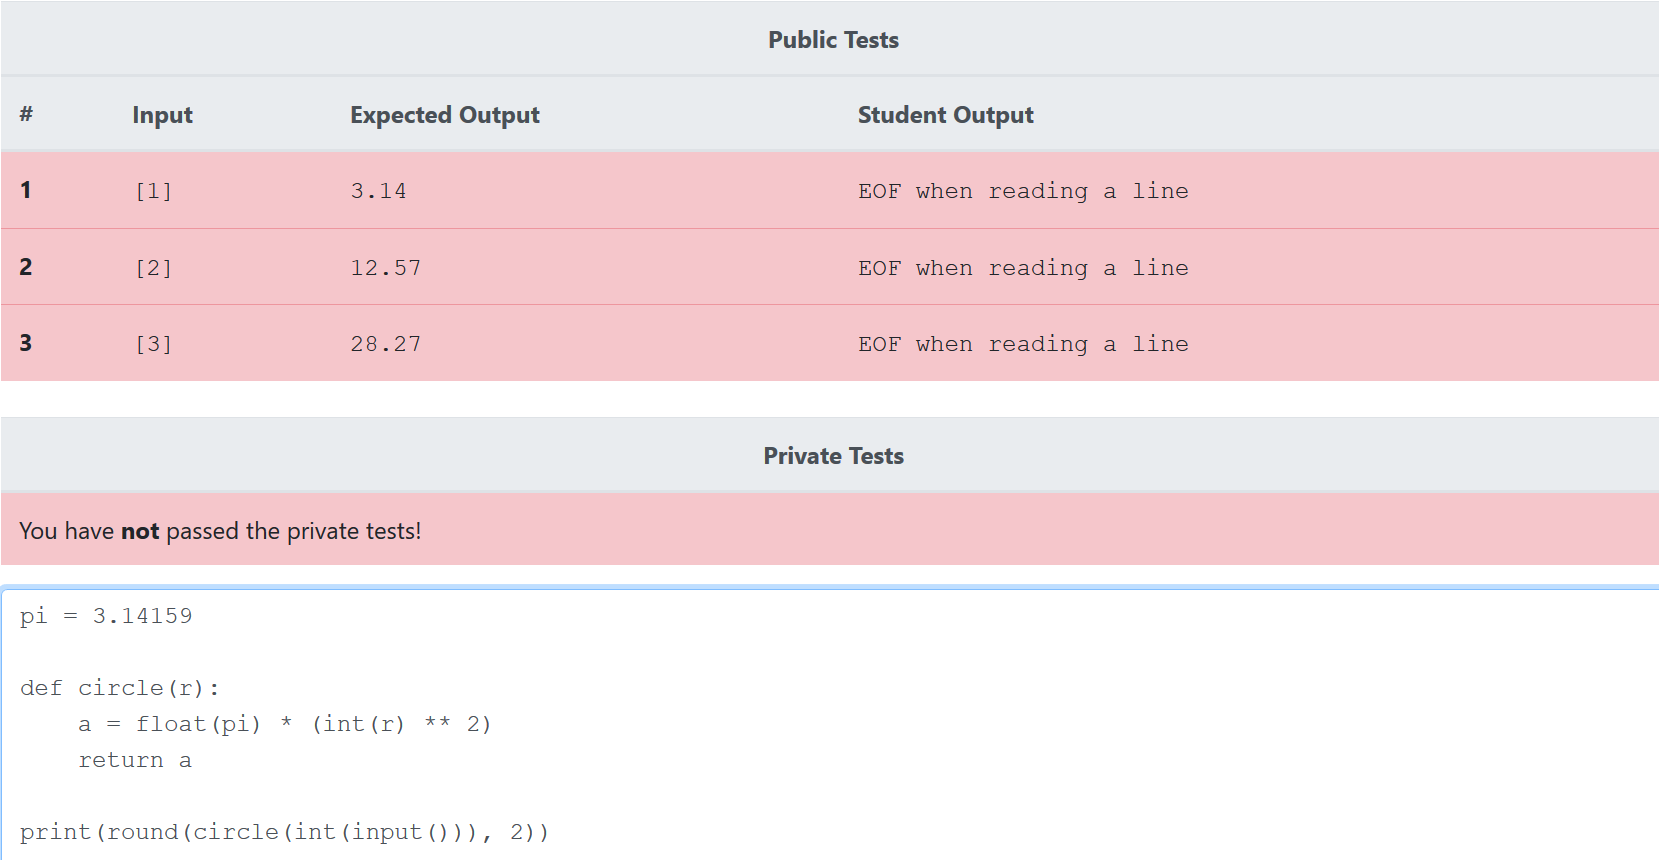 Public Tests
# Input Expected Output Student Output
1 [1] 3.14 EOF when reading a line
2 [2] 12.57 EOF when reading a line
3 [3] 28.27 EOF when reading a line
Private Tests
You have not passed the private tests!
pi = 3.14159
def circle(r):
    a = float(pi) * (int(r) ** 2)
    return a
print(round(circle(int(input())), 2))